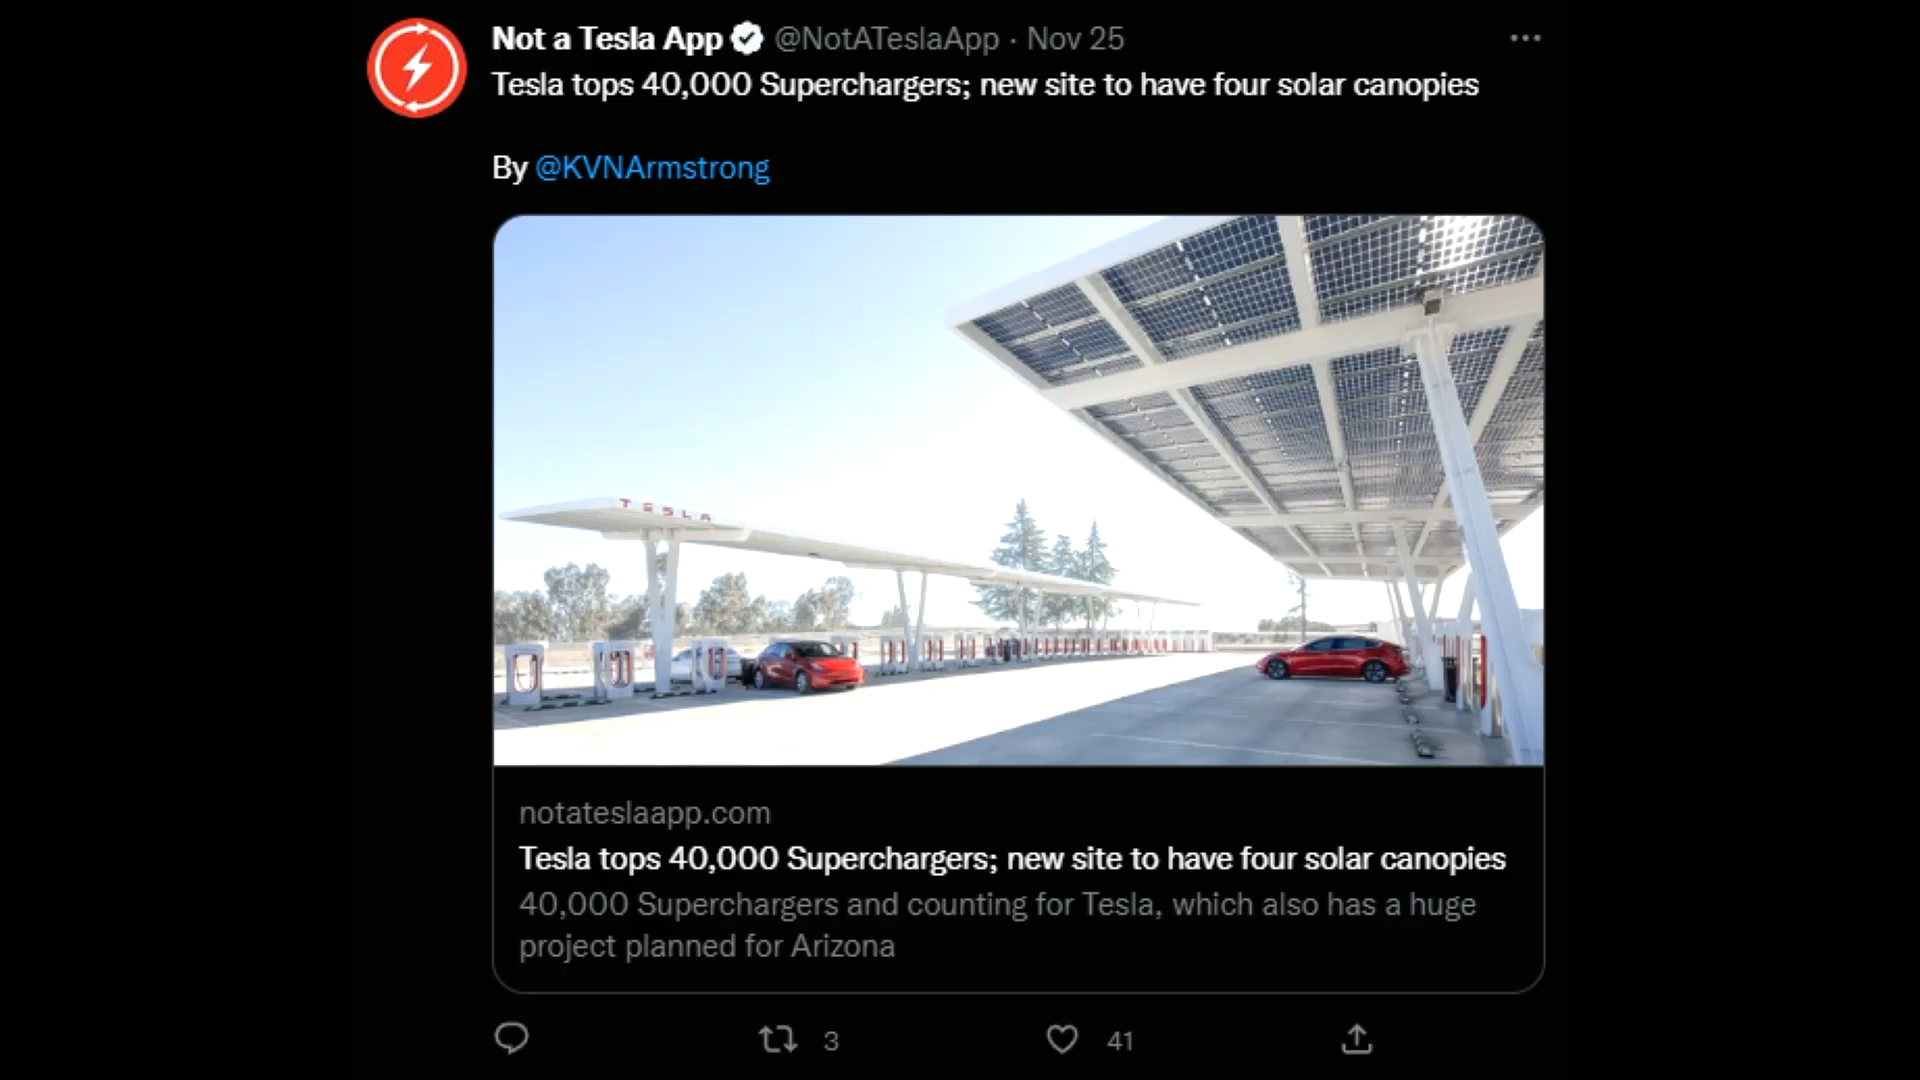 Not a Tesla App @NotATeslaApp · Nov 25
Tesla tops 40,000 Superchargers; new site to have four solar canopies
By @KVNArmstrong
TESLA
notateslaapp.com
Tesla tops 40,000 Superchargers; new site to have four solar canopies
40,000 Superchargers and counting for Tesla, which also has a huge
project planned for Arizona
3 41